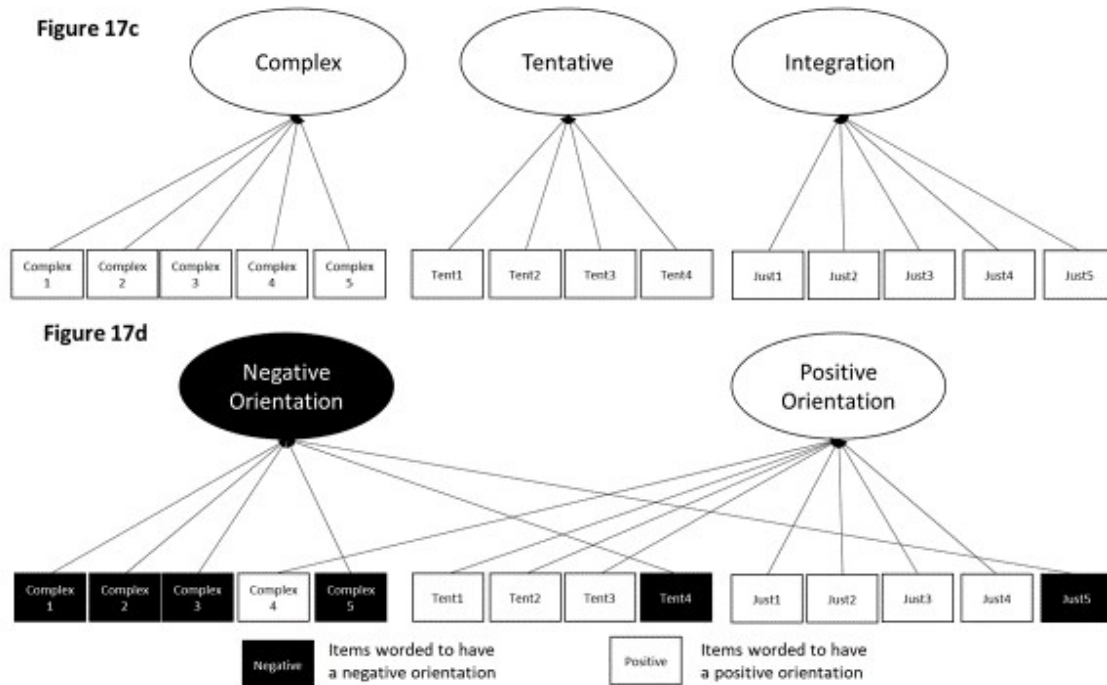 Figure 17c
Complex
Tentative
Integration
Complex
1
Complex
2
Complex
3
Complex
4
Complex
5
Tent1
Tent2
Tent3
Tent4
Just1
Just2
Just3
Just4
Just5
Figure 17d
Negative
Orientation
Positive
Orientation
Complex
1
Complex
2
Complex
3
Complex
4
Complex
5
Tent1
Tent2
Tent3
Tent4
Just1
Just2
Just3
Just4
Just5
Negative
Items worded to have
a negative orientation
Positive
Items worded to have
a positive orientation